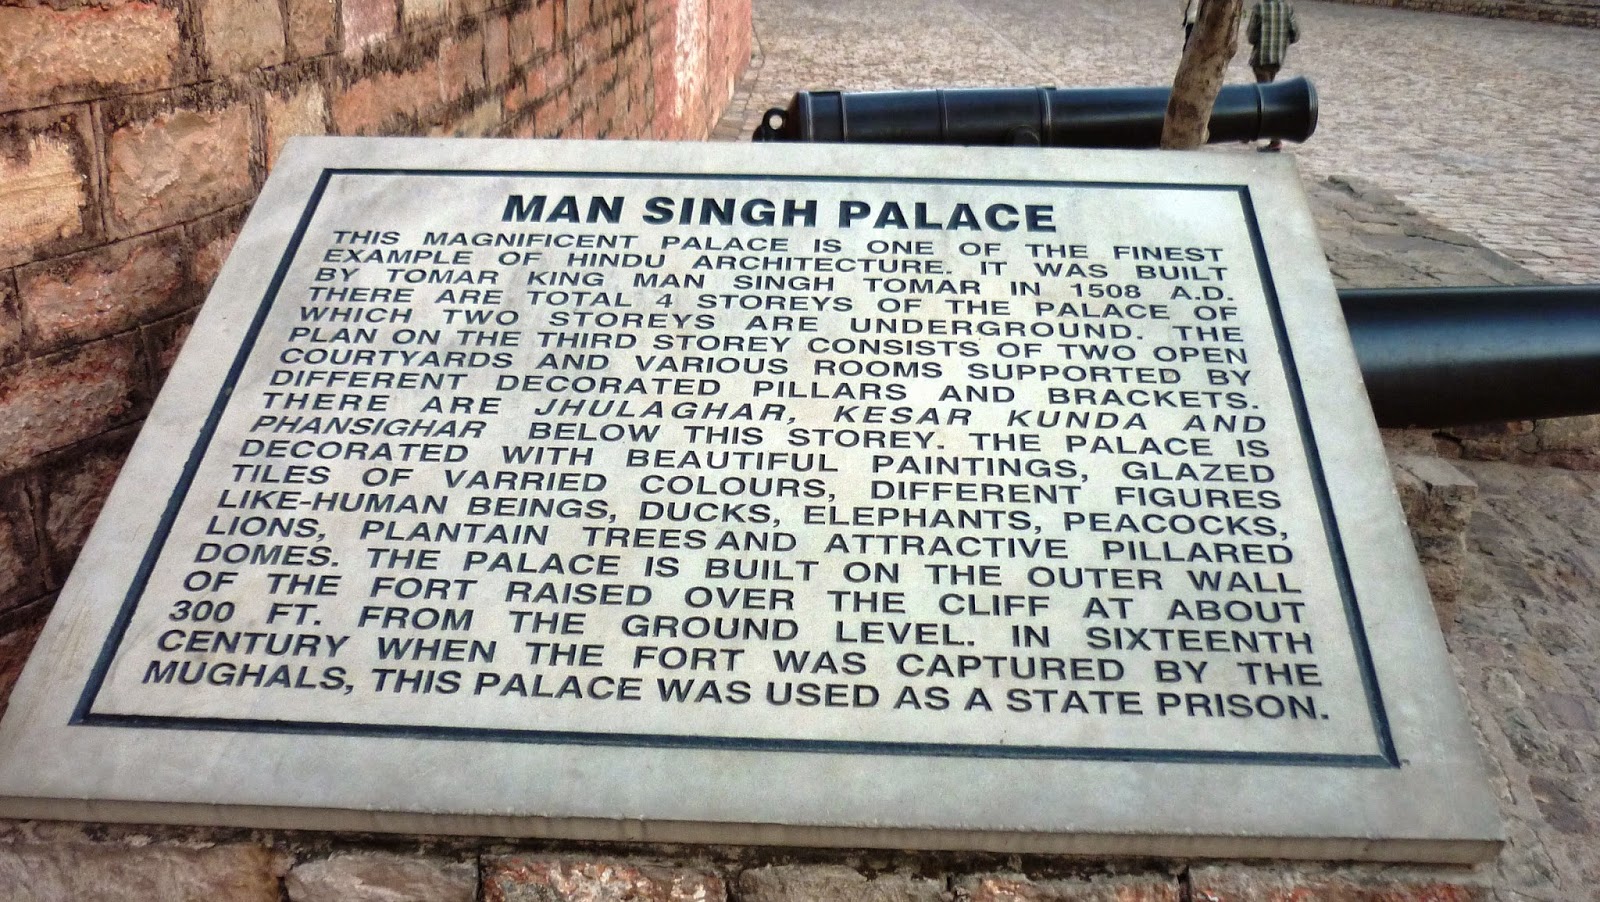 MAN SINGH PALACE
THIS MAGNIFICENT PALACE IS ONE OF THE FINEST
EXAMPLE OF HINDU ARCHITECTURE. IT WAS BUILT
BY TOMAR KING MAN SINGH TOMAR IN 1508 A.D.
THERE ARE TOTAL 4 STOREYS OF THE PALACE OF
WHICH TWO STOREYS ARE UNDERGROUND. THE
PLAN ON THE THIRD STOREY CONSISTS OF TWO OPEN
COURTYARDS AND VARIOUS ROOMS SUPPORTED BY
DIFFERENT DECORATED PILLARS AND BRACKETS.
THERE ARE JHULAGHAR, KESAR KUNDA AND
PHANSIGHAR BELOW THIS STOREY. THE PALACE IS
DECORATED WITH BEAUTIFUL PAINTINGS, GLAZED
TILES OF VARRIED COLOURS, DIFFERENT FIGURES
LIKE-HUMAN BEINGS, DUCKS, ELEPHANTS, PEACOCKS,
LIONS, PLANTAIN TREES AND ATTRACTIVE PILLARED
DOMES. THE PALACE IS BUILT ON THE OUTER WALL
OF THE FORT RAISED OVER THE CLIFF AT ABOUT
300 FT. FROM THE GROUND LEVEL. IN SIXTEENTH
CENTURY WHEN THE FORT WAS CAPTURED BY THE
MUGHALS, THIS PALACE WAS USED AS A STATE PRISON.